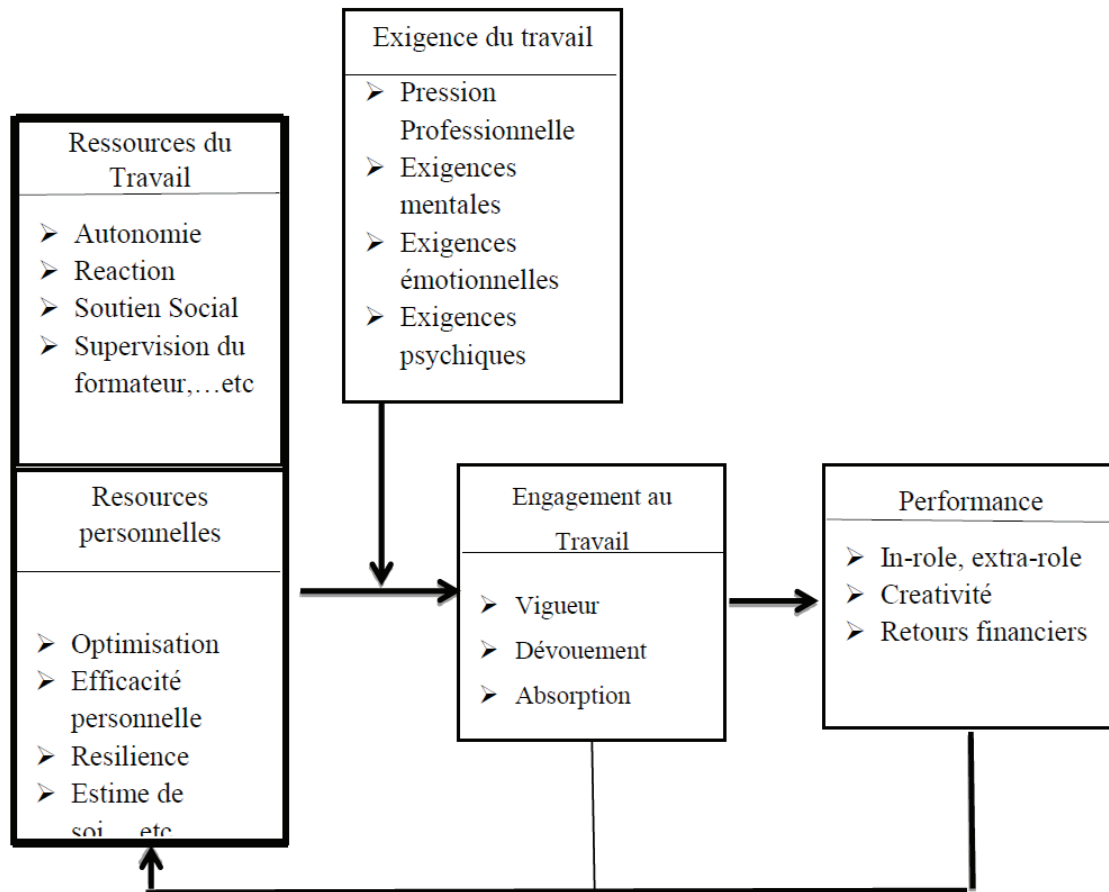 Exigence du travail
➢ Pression
Professionnelle
➢ Exigences
mentales
➢ Exigences
émotionnelles
➢ Exigences
psychiques
Ressources du
Travail
➢ Autonomie
➢ Reaction
➢ Soutien Social
➢ Supervision du
formateur,…etc
Resources
personnelles
➢ Optimisation
➢ Efficacité
personnelle
➢ Resilience
➢ Estime de
soi,…etc
Engagement au
Travail
➢ Vigueur
➢ Dévouement
➢ Absorption
Performance
➢ In-role, extra-role
➢ Creativité
➢ Retours financiers